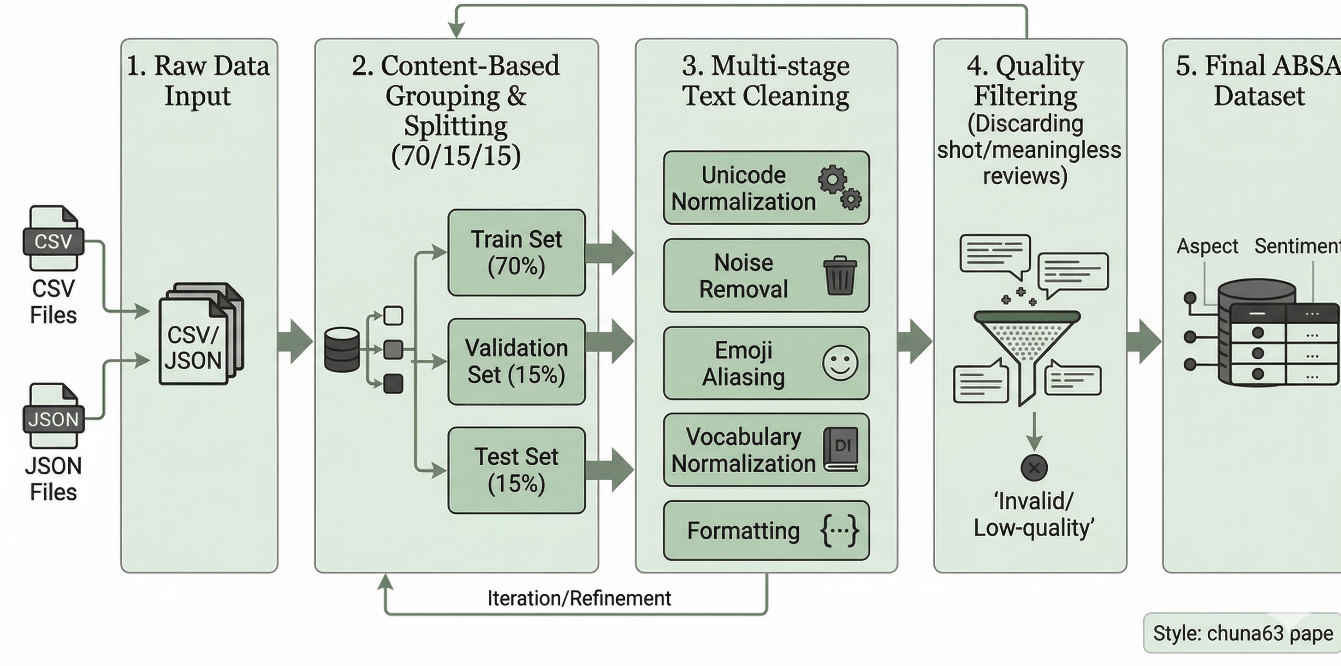 1. Raw Data
Input
CSV
CSV
Files
JSON
JSON
Files
CSV/
JSON
2. Content-Based
Grouping &
Splitting
(70/15/15)
Train Set
(70%)
Validation
Set (15%)
Test Set
(15%)
3. Multi-stage
Text Cleaning
Unicode
Normalization
Noise
Removal
Emoji
Aliasing
Vocabulary
Normalization
DI
Formatting
{···}
Iteration/Refinement
4. Quality
Filtering
(Discarding
shot/meaningless
reviews)
'Invalid/
Low-quality'
5. Final ABSA
Dataset
Aspect Sentiment
Style: chuna63 pape